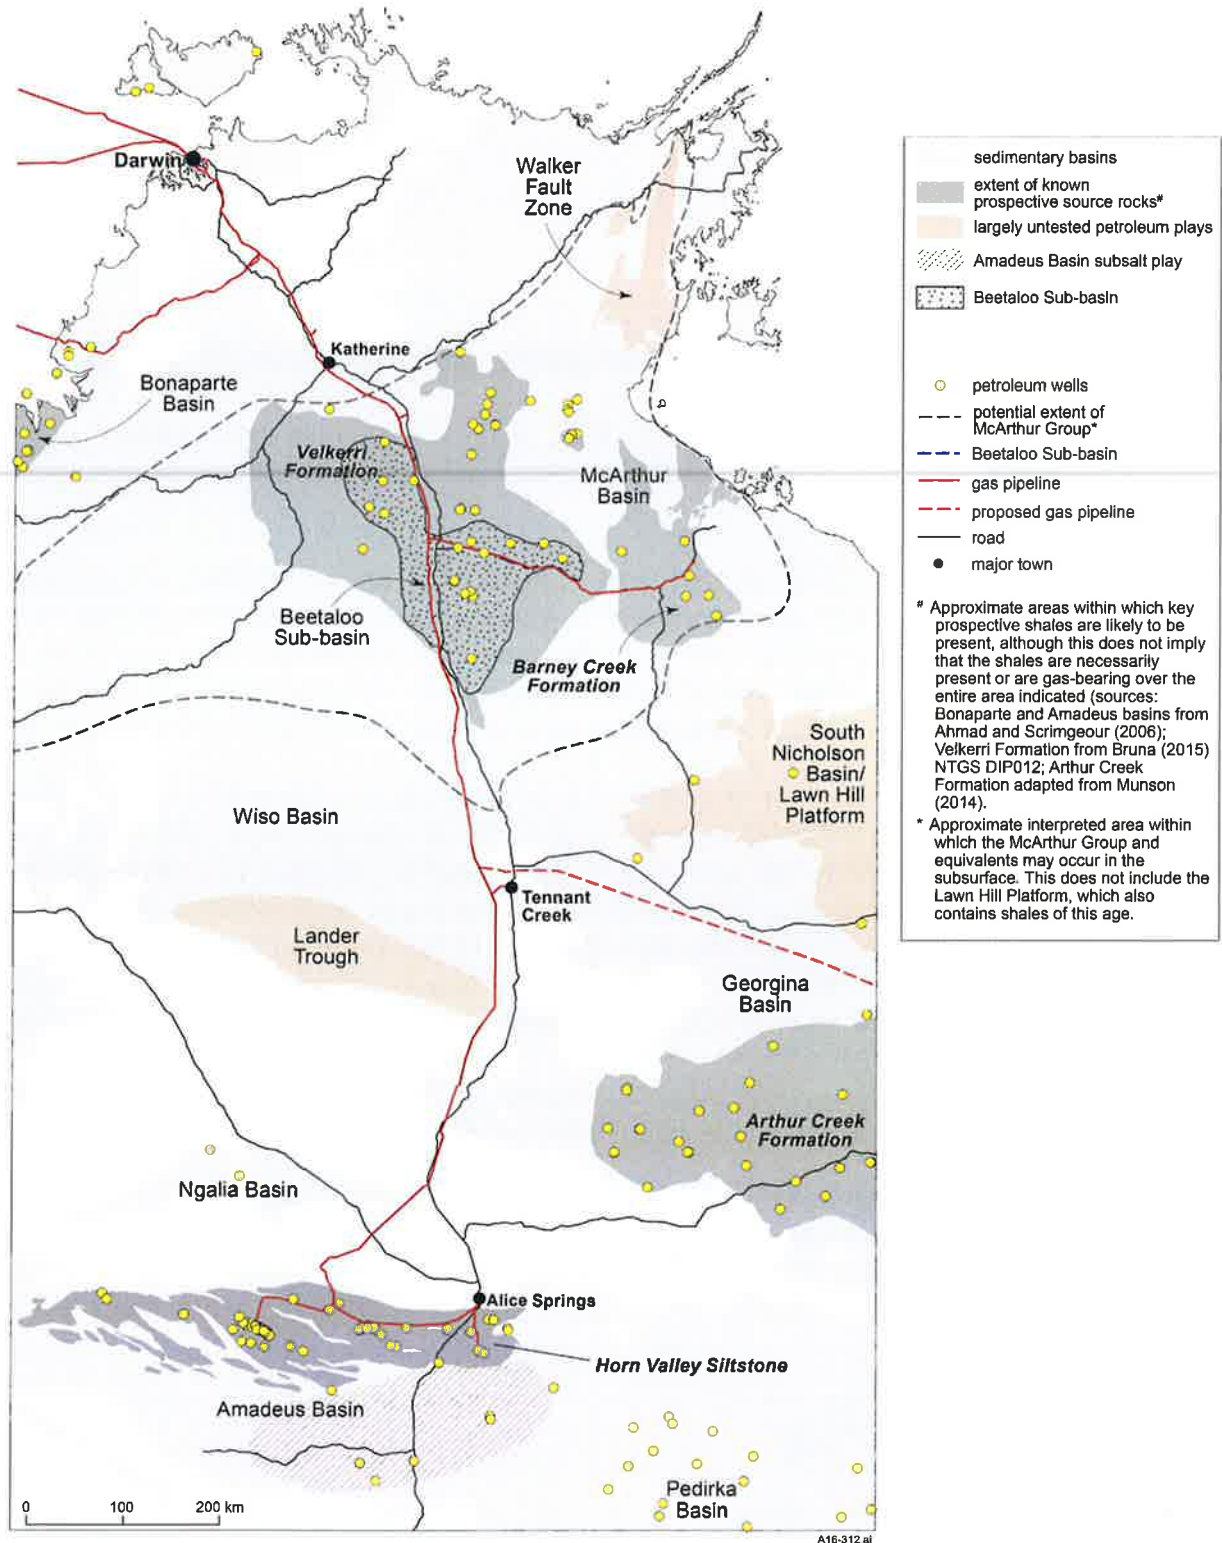 Darwin
Walker
Fault
Zone
Katherine
Bonaparte
Basin
Velkerri
Formation
McArthur
Basin
Beetaloo
Sub-basin
Barney Creek
Formation
South
Nicholson
Basin/
Lawn Hill
Platform
Wiso Basin
Tennant
Creek
Lander
Trough
Georgina
Basin
Arthur Creek
Formation
Ngalia Basin
Alice Springs
Horn Valley Siltstone
Amadeus Basin
Pedirka
Basin
0 100 200 km
A16-312.ai
sedimentary basins
extent of known
prospective source rocks#
largely untested petroleum plays
Amadeus Basin subsalt play
Beetaloo Sub-basin
petroleum wells
potential extent of
McArthur Group*
Beetaloo Sub-basin
gas pipeline
proposed gas pipeline
road
major town
# Approximate areas within which key
prospective shales are likely to be
present, although this does not imply
that the shales are necessarily
present or are gas-bearing over the
entire area indicated (sources:
Bonaparte and Amadeus basins from
Ahmad and Scrimgeour (2006);
Velkerri Formation from Bruna (2015)
NTGS DIP012; Arthur Creek
Formation adapted from Munson
(2014).
* Approximate interpreted area within
which the McArthur Group and
equivalents may occur in the
subsurface. This does not include the
Lawn Hill Platform, which also
contains shales of this age.